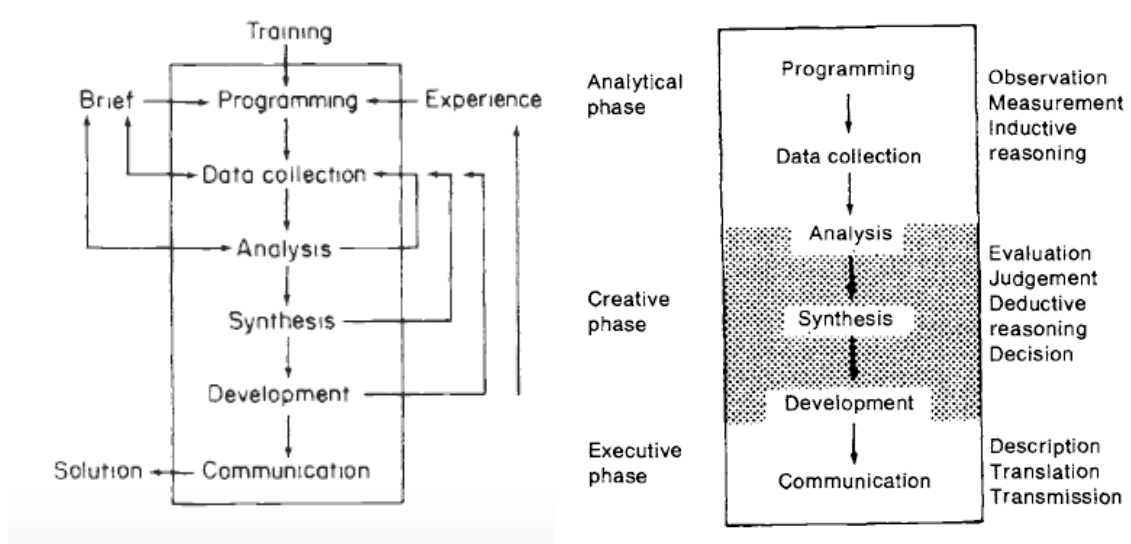 Training
Brief
Programming
Experience
Data collection
Analysis
Synthesis
Development
Solution
Communication
Analytical
phase
Programming
Data collection
Observation
Measurement
Inductive
reasoning
Creative
phase
Analysis
Synthesis
Development
Evaluation
Judgement
Deductive
reasoning
Decision
Executive
phase
Communication
Description
Translation
Transmission